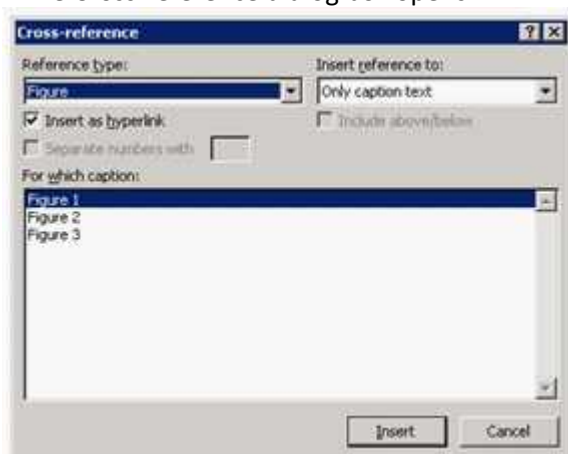 Cross-reference
Reference type:
Insert reference to:
Figure
Only caption text
Insert as hyperlink
Include above/below
Separate numbers with
For which caption:
Figure 1
Figure 2
Figure 3
Insert
Cancel